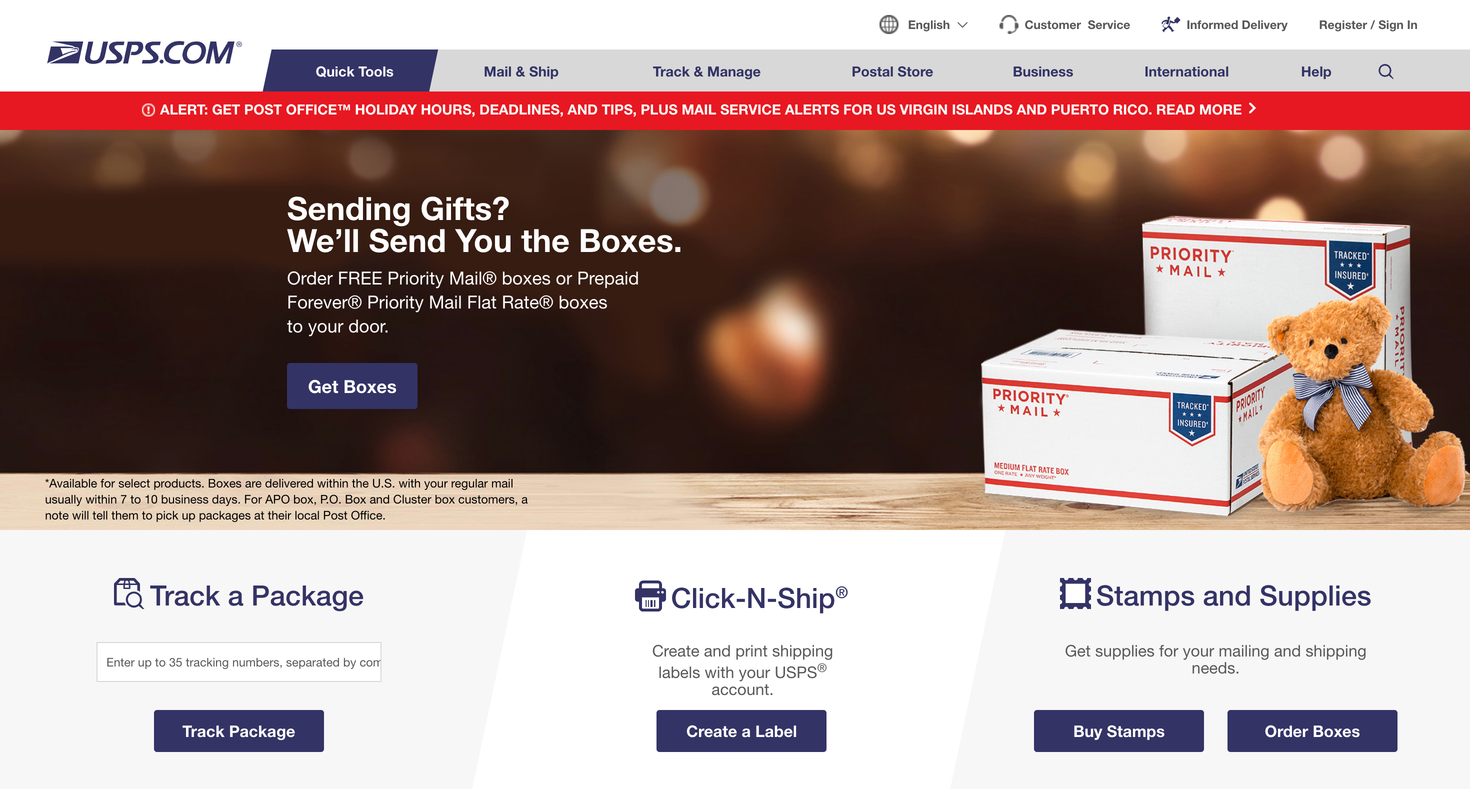 English
Customer Service
Informed Delivery
Register / Sign In
USPS.COM®
Quick Tools
Mail & Ship
Track & Manage
Postal Store
Business
International
Help
ALERT: GET POST OFFICE™ HOLIDAY HOURS, DEADLINES, AND TIPS, PLUS MAIL SERVICE ALERTS FOR US VIRGIN ISLANDS AND PUERTO RICO. READ MORE
Sending Gifts?
We'll Send You the Boxes.
Order FREE Priority Mail® boxes or Prepaid
Forever® Priority Mail Flat Rate® boxes
to your door.
Get Boxes
PRIORITY
★ MAIL ★
TRACKED
★ ★ ★
INSURED
★
PRIORITY
MAIL
PRIORITY®
★ MAIL ★
TRACKED
★ ★ ★
INSURED
★
PRIORITY
★ MAIL ★
MEDIUM FLAT RATE BOX
ONE RATE ★ ANY WEIGHT
*Available for select products. Boxes are delivered within the U.S. with your regular mail
usually within 7 to 10 business days. For APO box, P.O. Box and Cluster box customers, a
note will tell them to pick up packages at their local Post Office.
Track a Package
Enter up to 35 tracking numbers, separated by com
Track Package
Click-N-Ship®
Create and print shipping
labels with your USPS®
account.
Create a Label
Stamps and Supplies
Get supplies for your mailing and shipping
needs.
Buy Stamps
Order Boxes